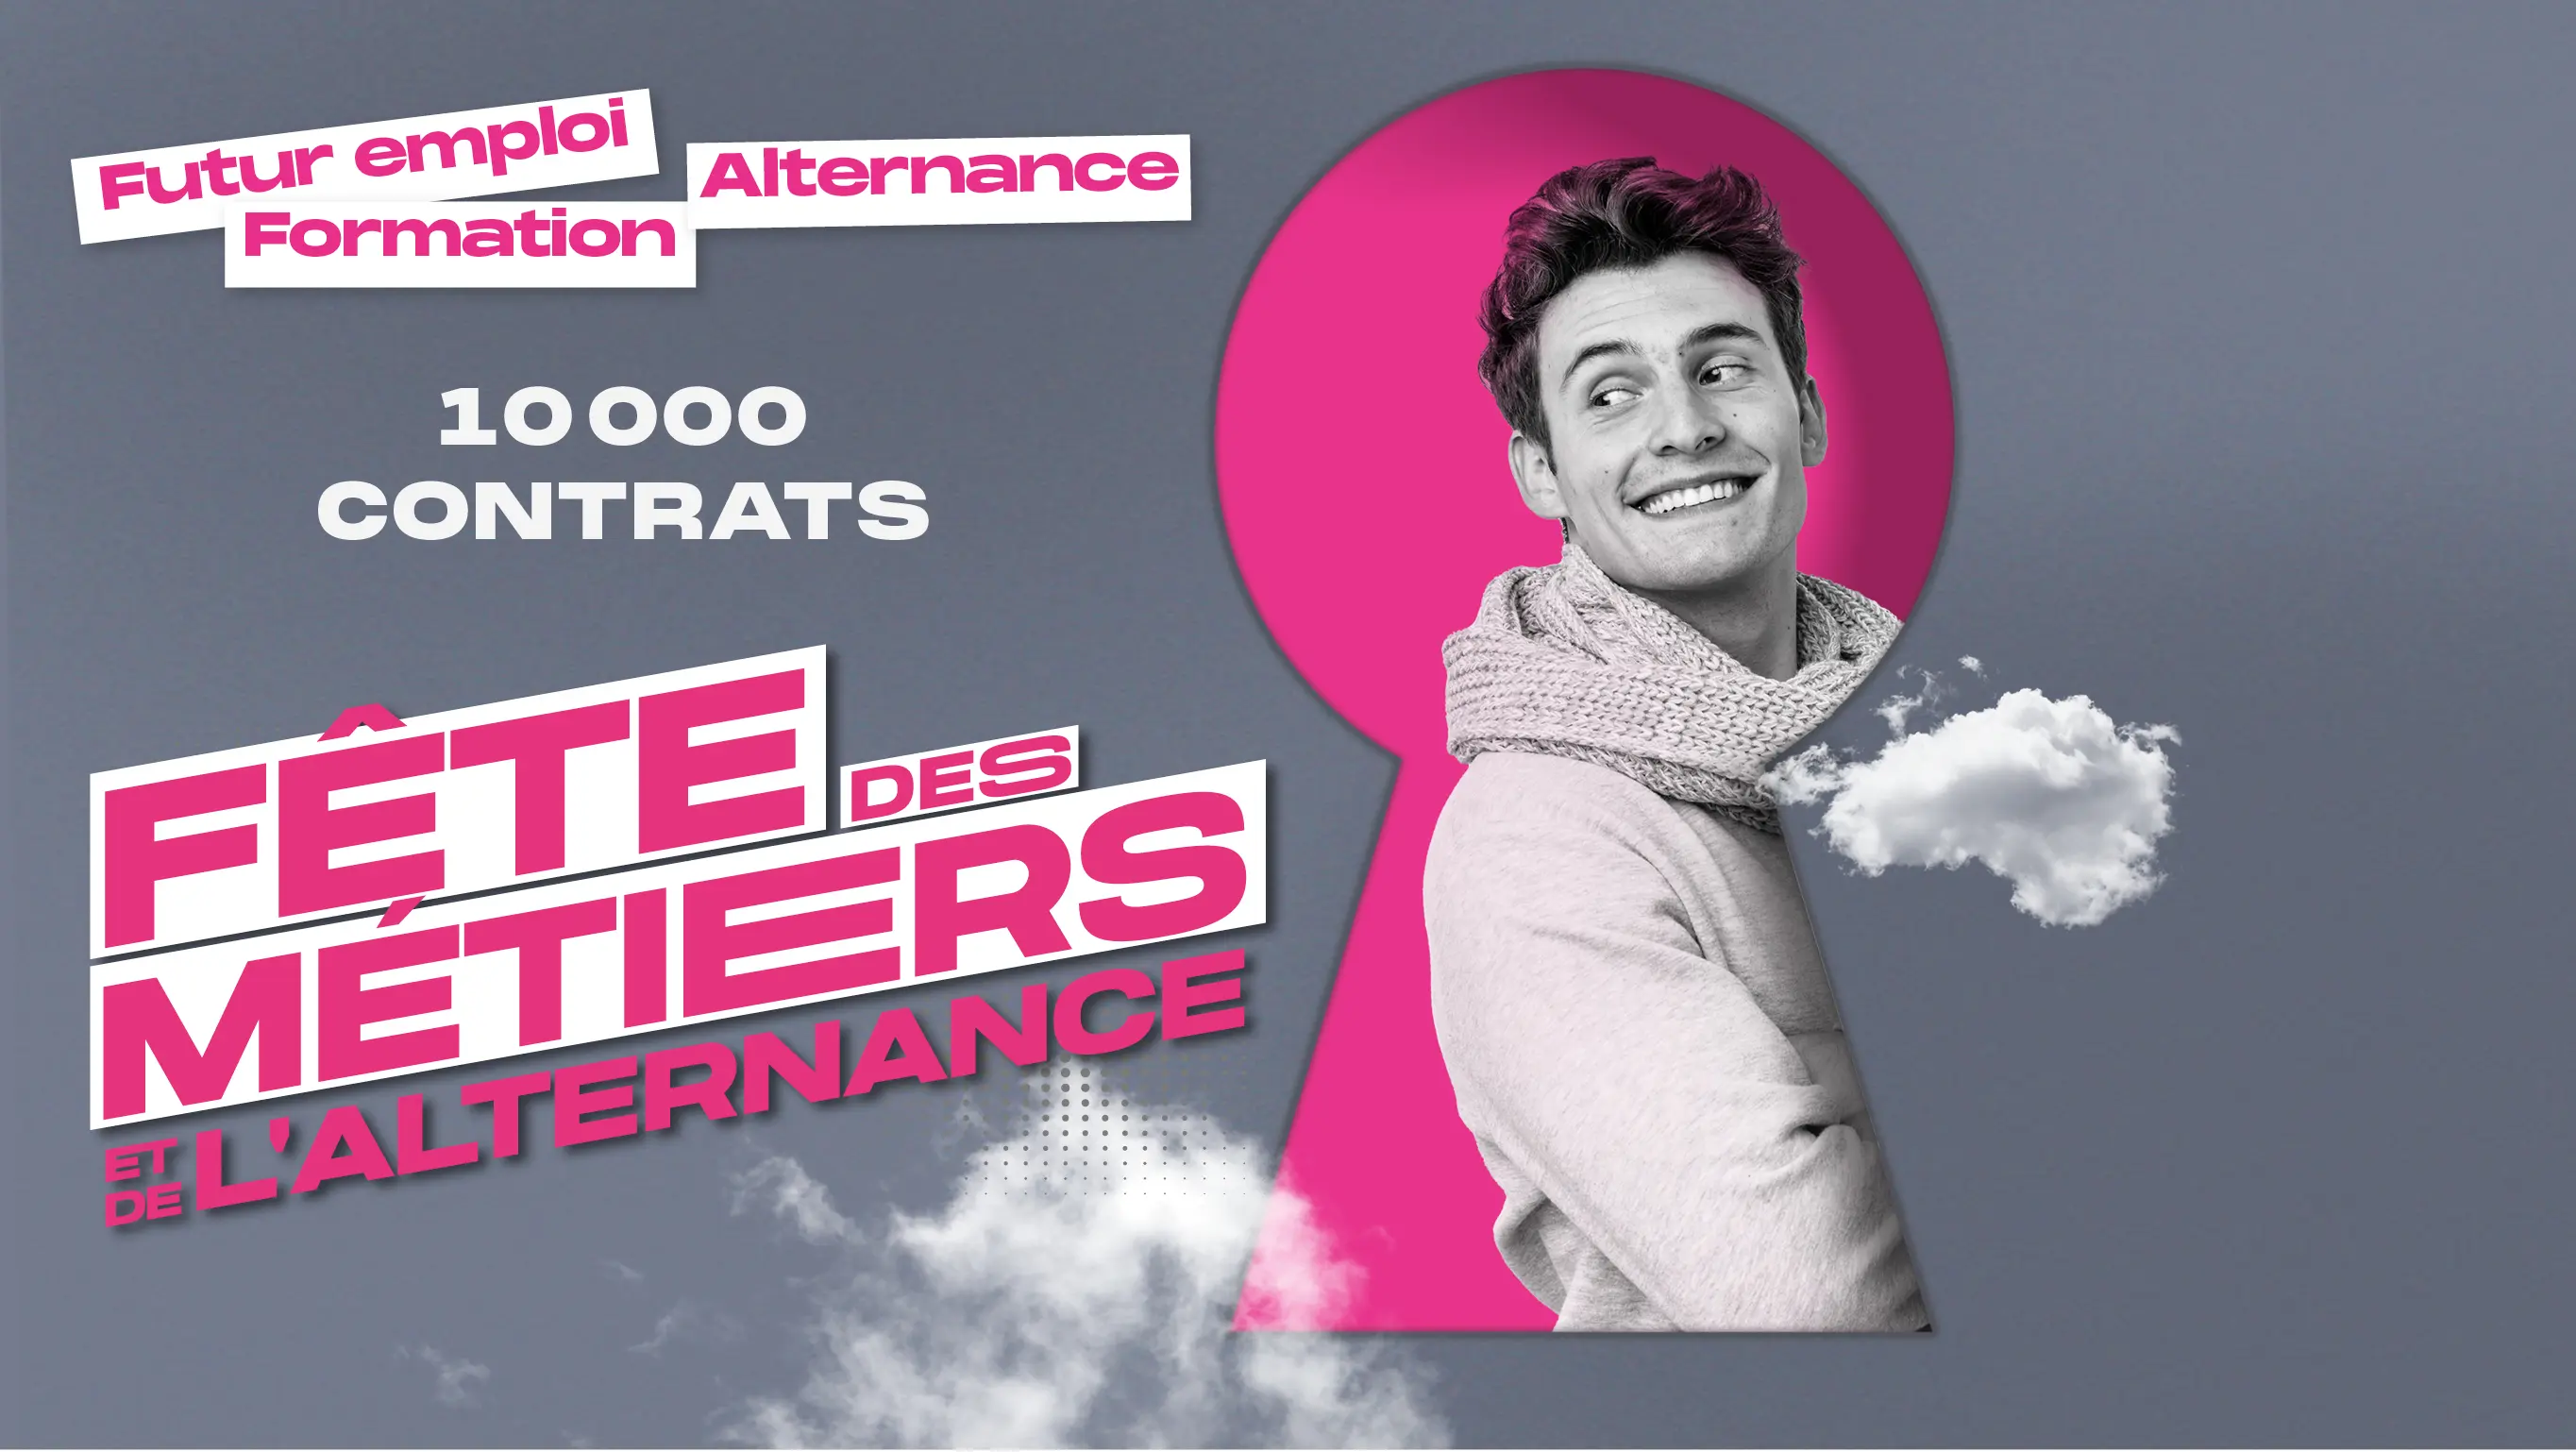 Futur emploi
Alternance
Formation
10 000
CONTRATS
FÊTE DES
MÉTIERS
ET DE L'ALTERNANCE